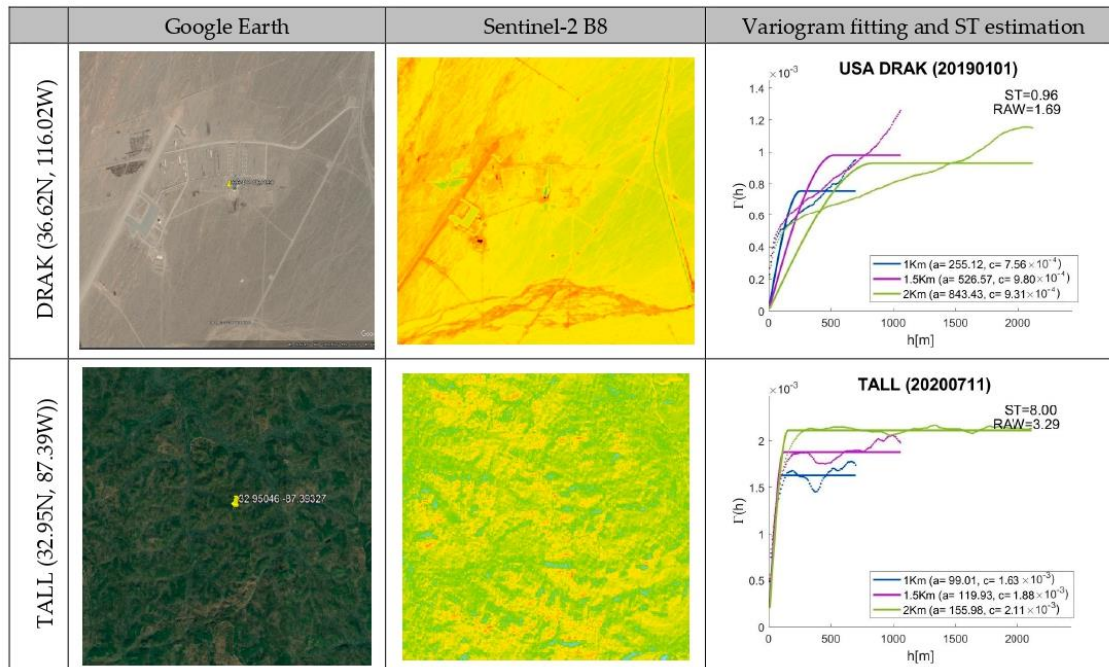 Google Earth
Sentinel-2 B8
Variogram fitting and ST estimation
DRAK (36.62N, 116.02W)
USA DRAK (20190101)
×10⁻³
ST=0.96
RAW=1.69
1.4
1.2
1
0.8
0.6
0.4
0.2
0
Γ(h)
1Km (a= 255.12, c= 7.56 ×10⁻⁴)
1.5Km (a= 526.57, c= 9.80 ×10⁻⁴)
2Km (a= 843.43, c= 9.31 ×10⁻⁴)
0 500 1000 1500 2000
h[m]
TALL (32.95N, 87.39W))
32.95046 -87.39327
TALL (20200711)
×10⁻³
ST=8.00
RAW=3.29
2
1.5
1
0.5
0
Γ(h)
1Km (a= 99.01, c= 1.63 ×10⁻³)
1.5Km (a= 119.93, c= 1.88 ×10⁻³)
2Km (a= 155.98, c= 2.11 ×10⁻³)
0 500 1000 1500 2000
h[m]